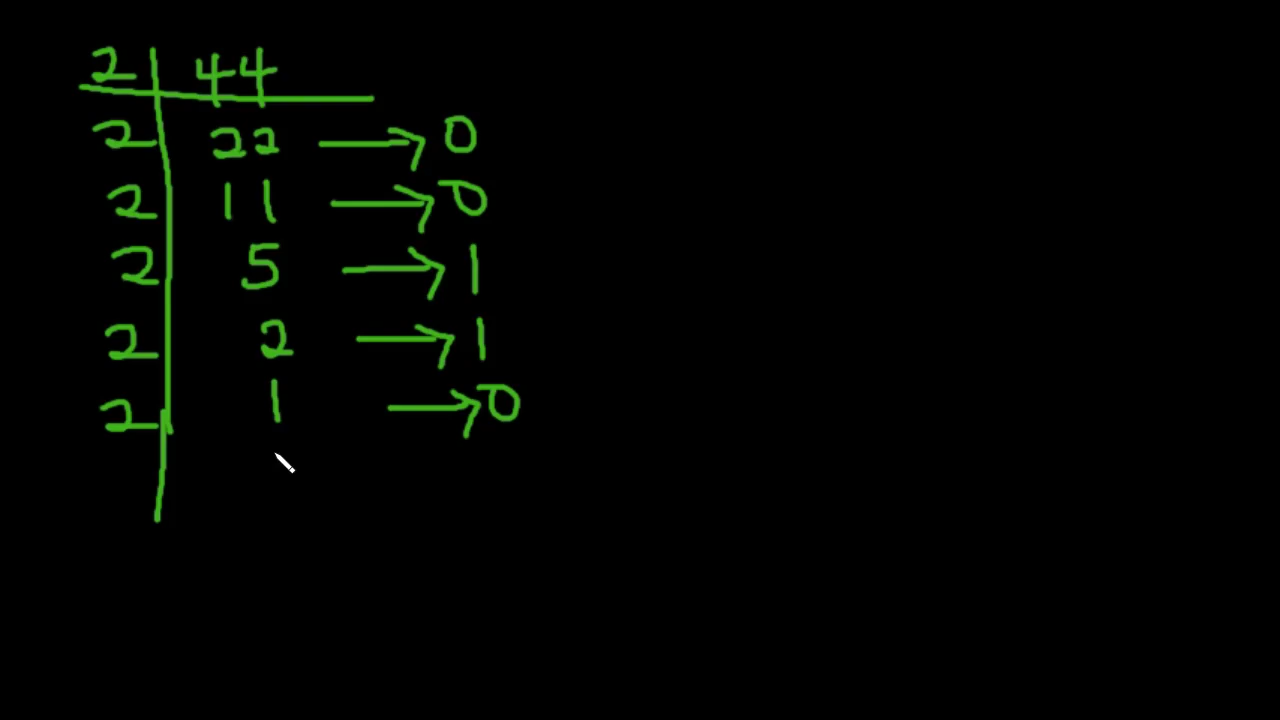 2 44
2 22 → 0
2 11 → 0
2 5 → 1
2 2 → 1
2 1 → 0